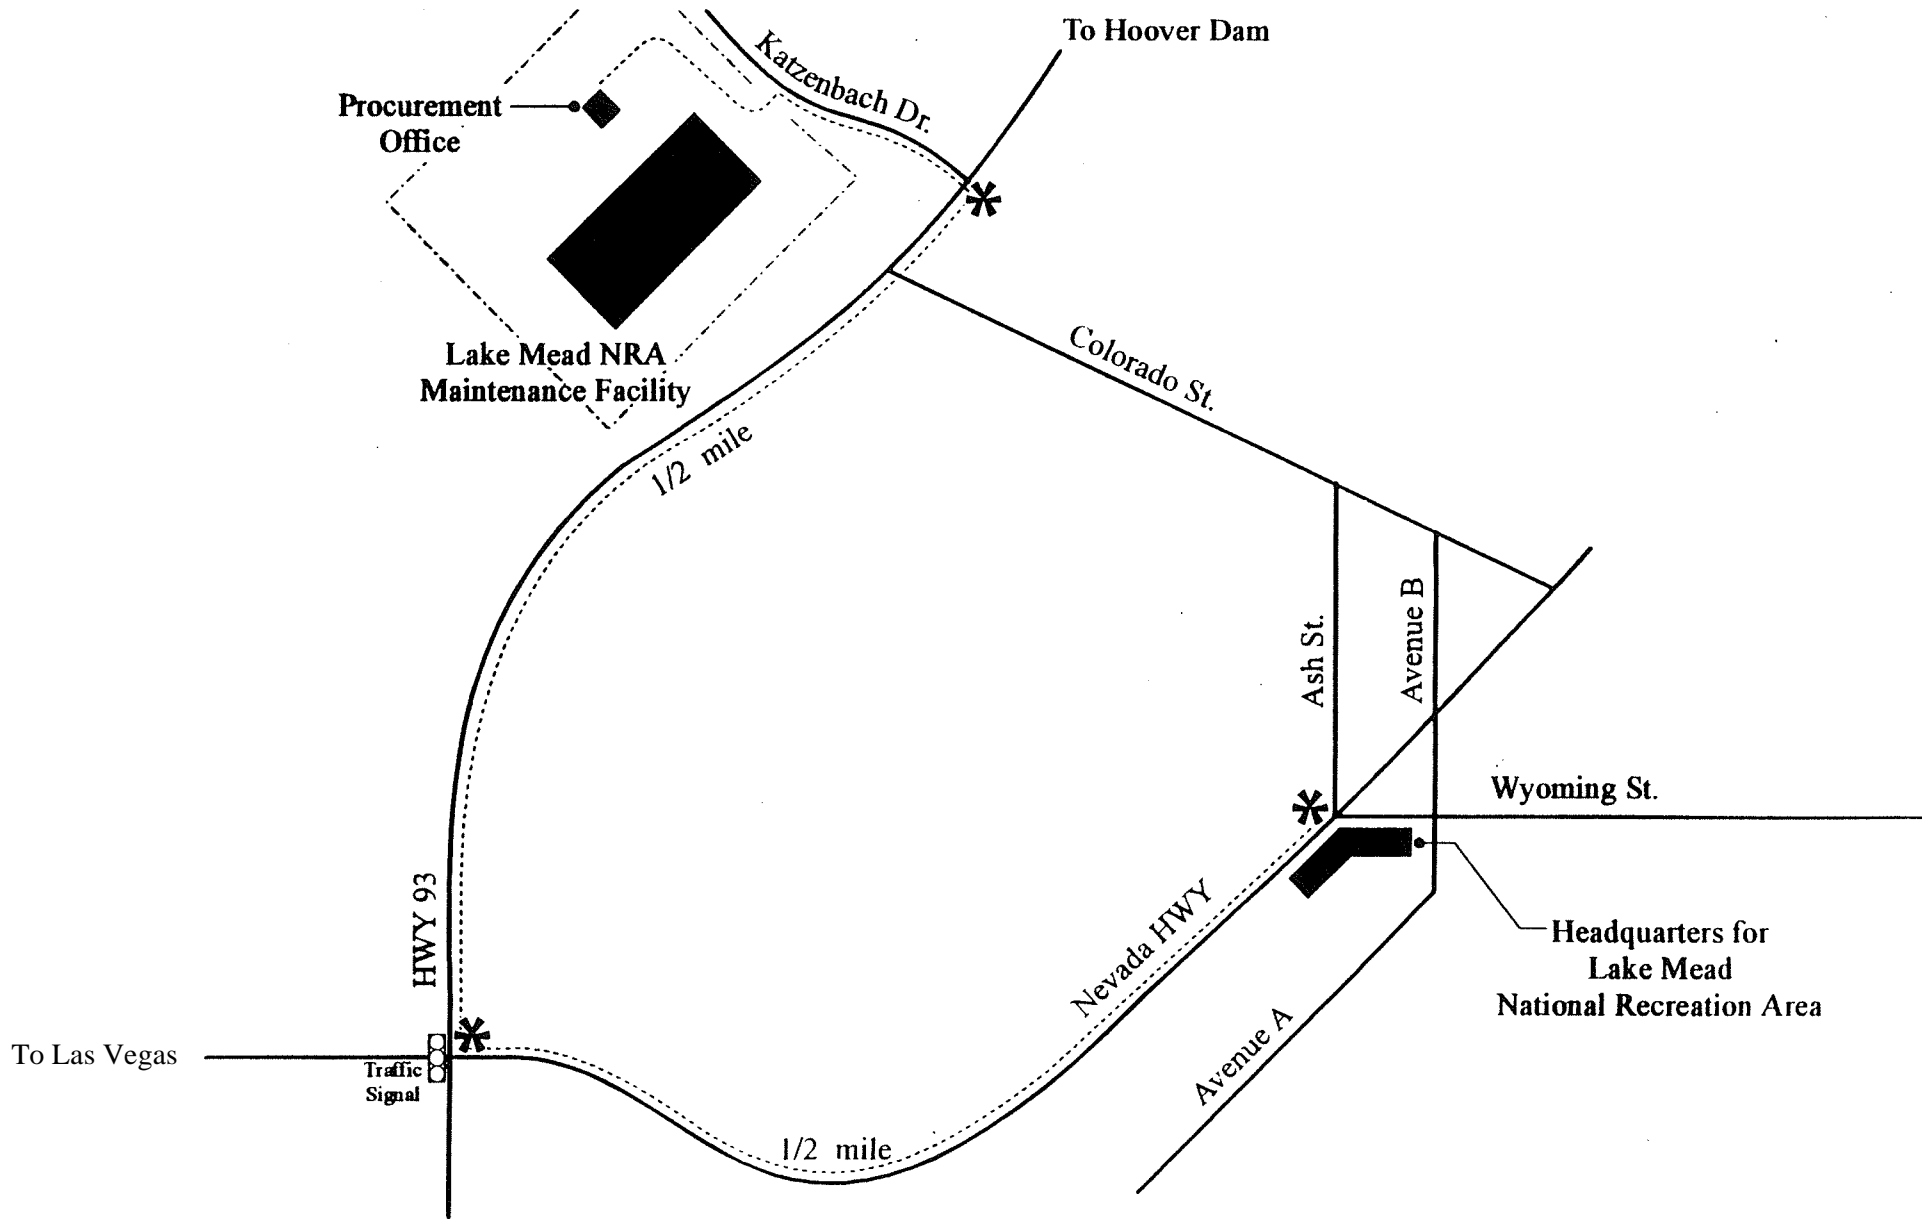 To Hoover Dam
Katzenbach Dr.
Procurement
Office
Colorado St.
Lake Mead NRA
Maintenance Facility
1/2 mile
Ash St.
Avenue B
Wyoming St.
HWY 93
Nevada HWY
Headquarters for
Lake Mead
National Recreation Area
Avenue A
To Las Vegas
Traffic
Signal
1/2 mile